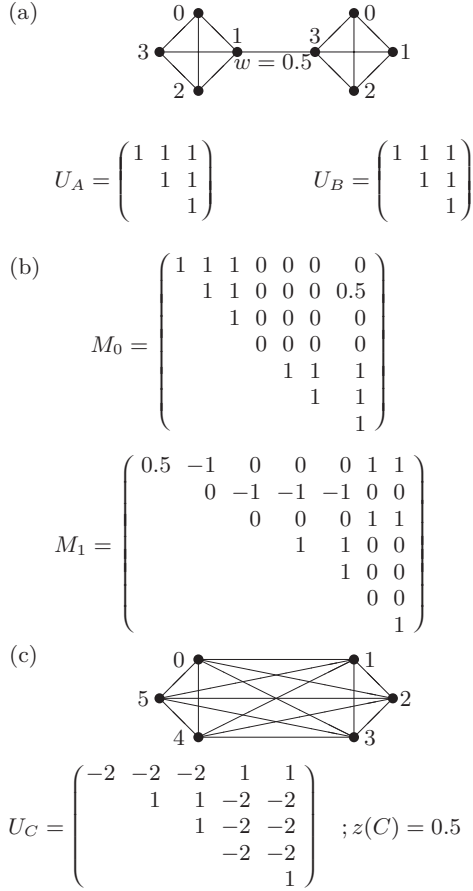 (a)
0 0
3 1 3 1
w = 0.5
2 2
U_A = ( 1 1 1
1 1
1 )
U_B = ( 1 1 1
1 1
1 )
(b)
M_0 = ( 1 1 1 0 0 0 0
1 1 0 0 0 0.5
1 0 0 0 0
0 0 0 0
1 1 1
1 1
1 )
M_1 = ( 0.5 −1 0 0 0 1 1
0 −1 −1 −1 0 0
0 0 0 1 1
1 1 0 0
1 0 0
0 0
1 )
(c)
0 1
5 2
4 3
U_C = ( −2 −2 −2 1 1
1 1 −2 −2
1 −2 −2
−2 −2
1 ) ; z(C) = 0.5